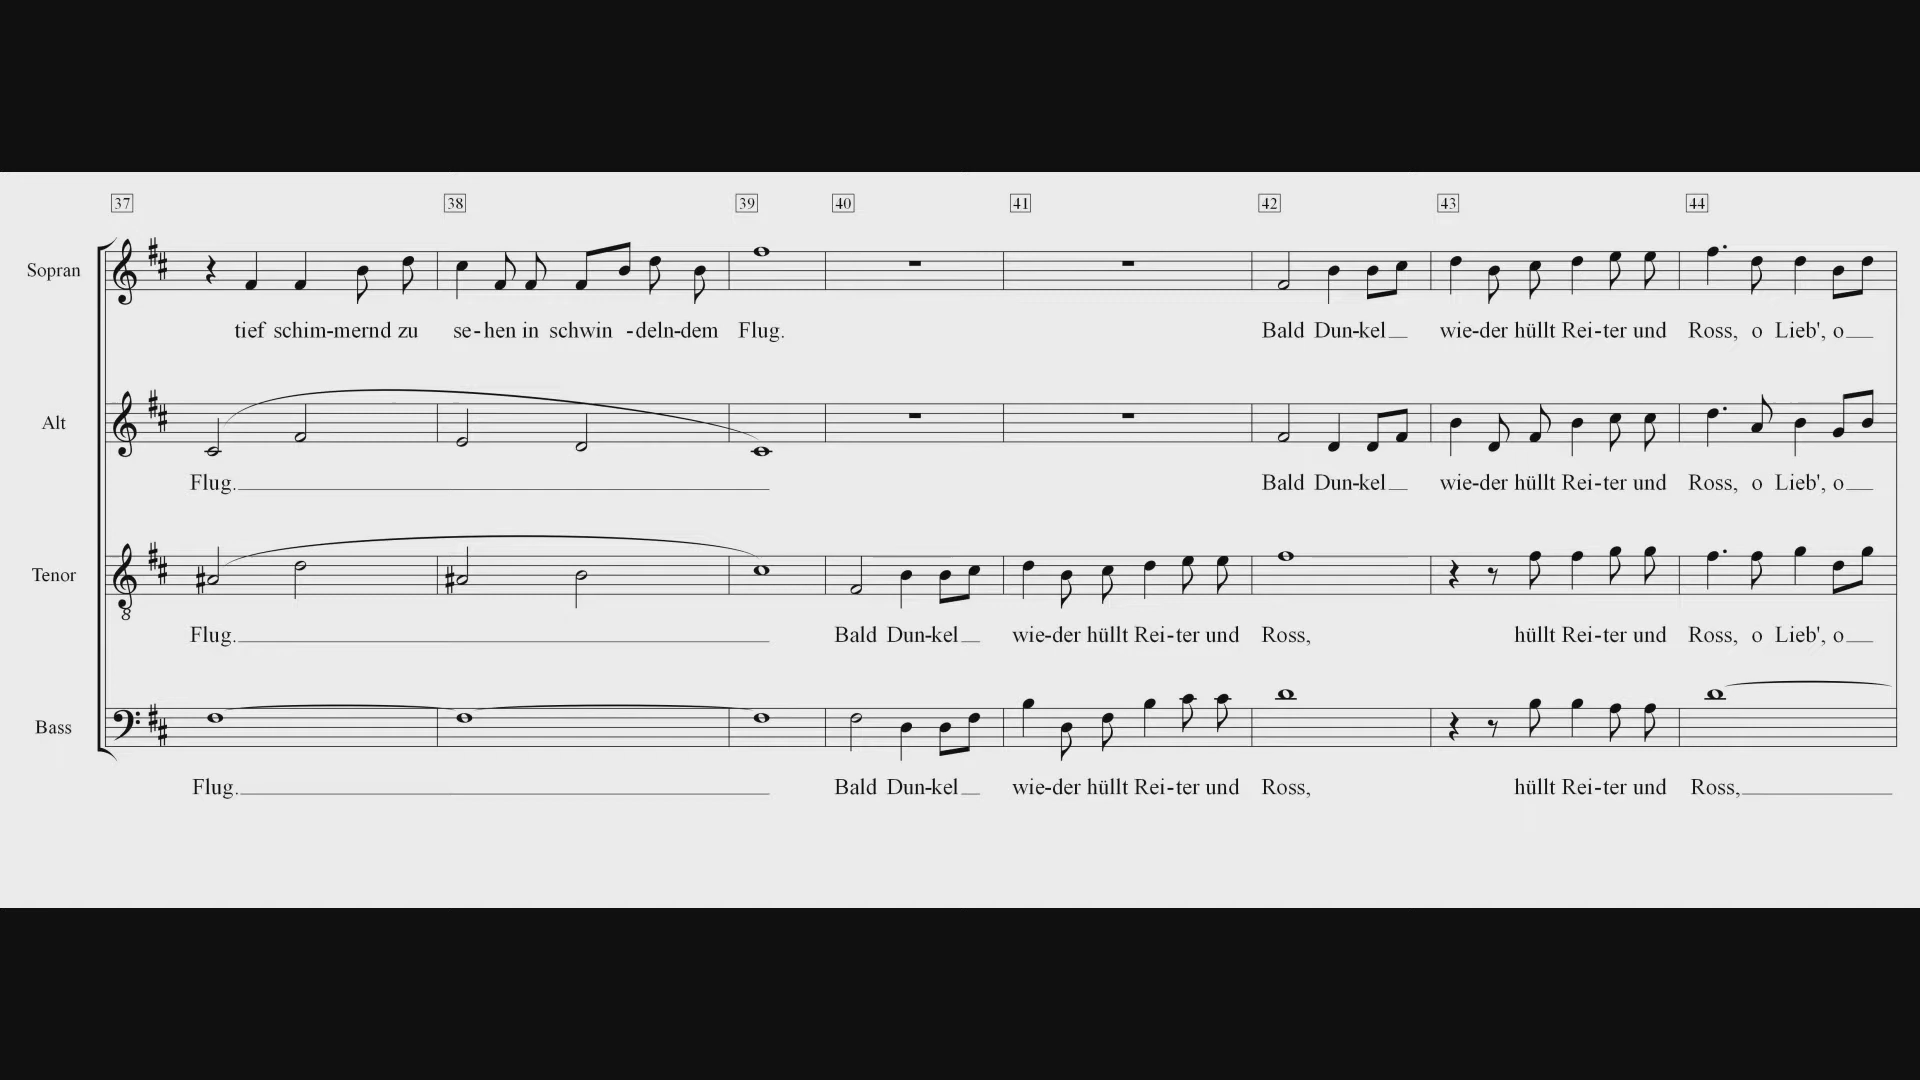 37 38 39 40 41 42 43 44
Sopran
tief schim-mernd zu se-hen in schwin -deln-dem Flug. Bald Dun-kel wie-der hüllt Rei-ter und Ross, o Lieb', o
Alt
Flug. Bald Dun-kel wie-der hüllt Rei-ter und Ross, o Lieb', o
Tenor
8
Flug. Bald Dun-kel wie-der hüllt Rei-ter und Ross, hüllt Rei-ter und Ross, o Lieb', o
Bass
Flug. Bald Dun-kel wie-der hüllt Rei-ter und Ross, hüllt Rei-ter und Ross,